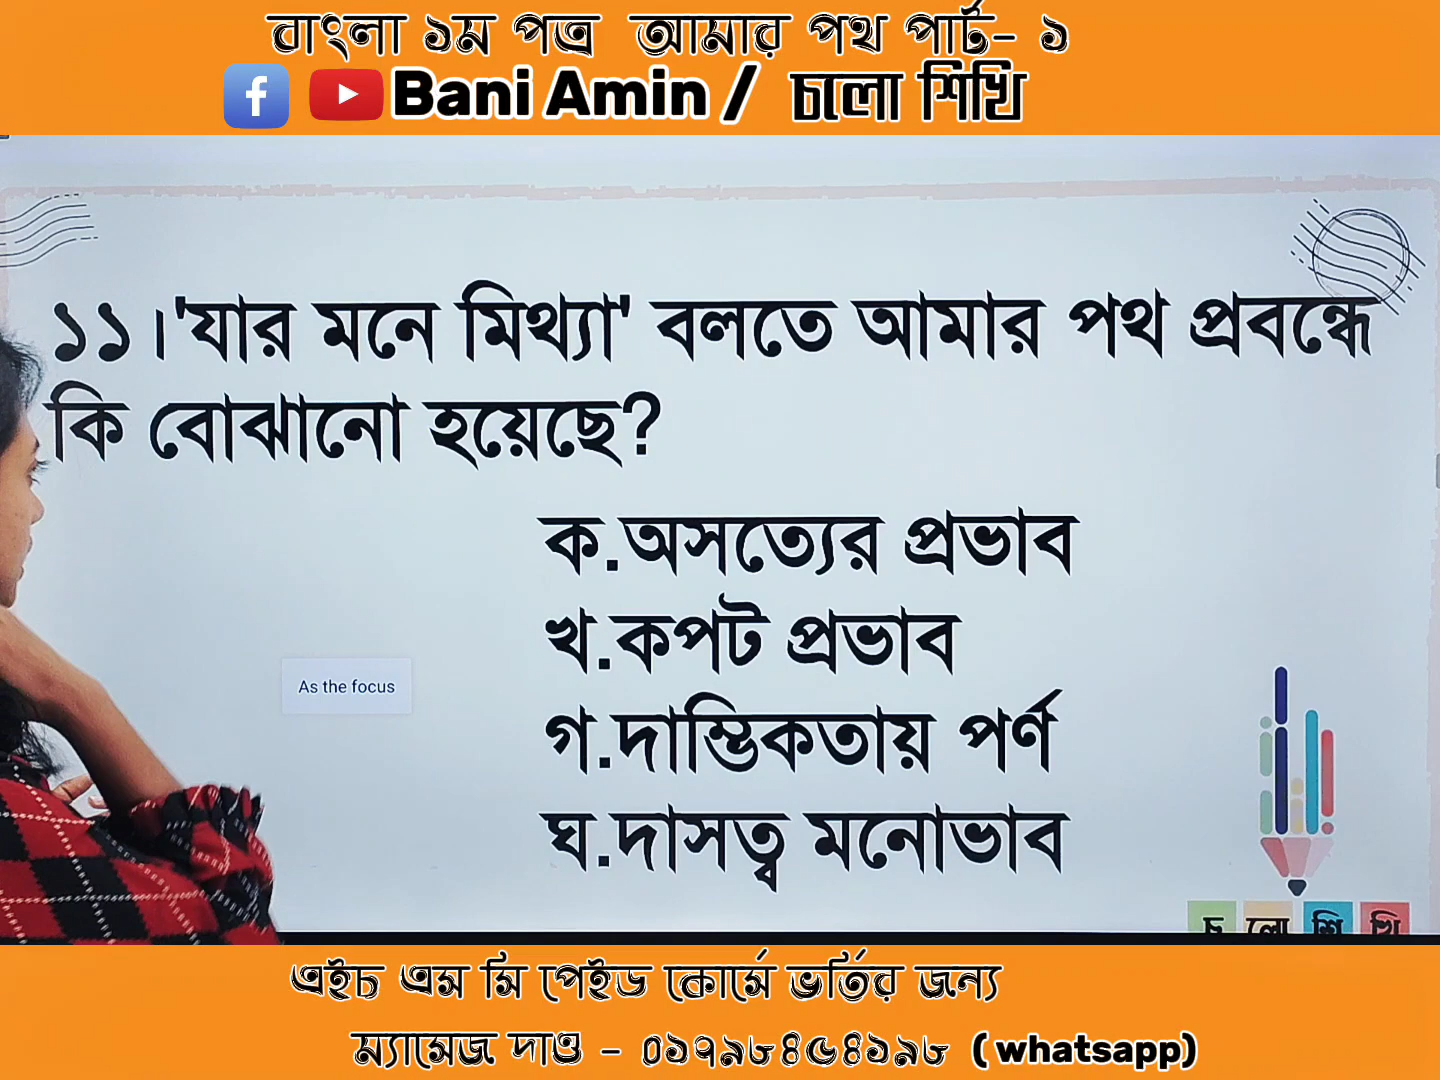 বাংলা ১ম পত্র আমার পথ পার্ট- ১
Bani Amin / চলো শিখি
১১।'যার মনে মিথ্যা' বলতে আমার পথ প্রবন্ধে
কি বোঝানো হয়েছে?
ক.অসত্যের প্রভাব
খ.কপট প্রভাব
As the focus
গ.দাম্ভিকতায় পর্ণ
ঘ.দাসত্ব মনোভাব
চ লো শি খি
এইচ এস সি পেইড কোর্সে ভর্তির জন্য
ম্যাসেজ দাও - ০১৭৯৮৪৬৪১৯৮ ( whatsapp)